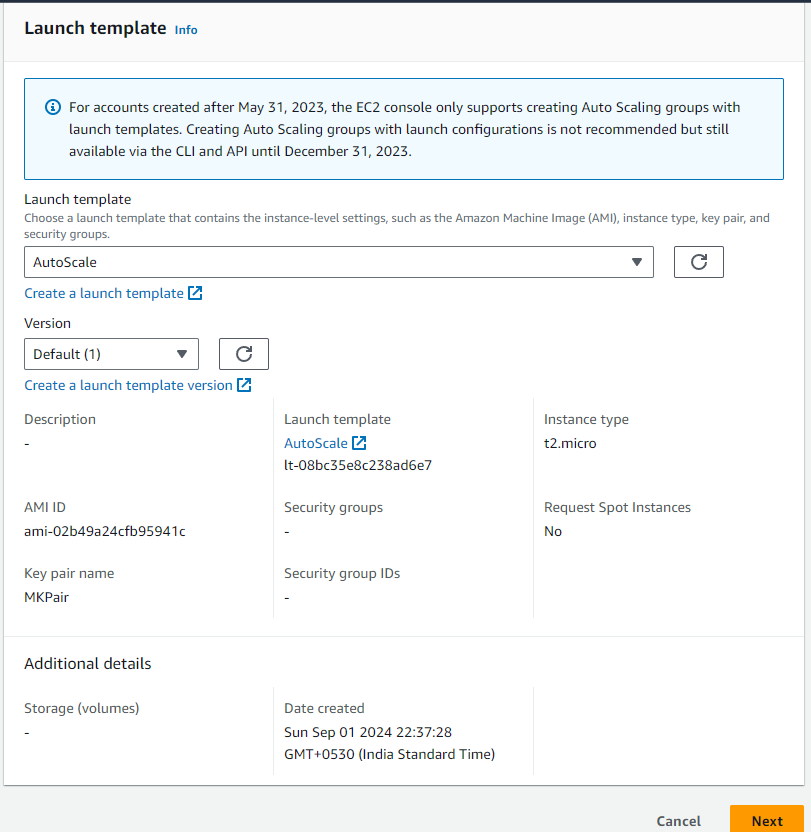 Launch template Info
For accounts created after May 31, 2023, the EC2 console only supports creating Auto Scaling groups with
launch templates. Creating Auto Scaling groups with launch configurations is not recommended but still
available via the CLI and API until December 31, 2023.
Launch template
Choose a launch template that contains the instance-level settings, such as the Amazon Machine Image (AMI), instance type, key pair, and
security groups.
AutoScale
Create a launch template
Version
Default (1)
Create a launch template version
Description
-
Launch template
AutoScale
lt-08bc35e8c238ad6e7
Instance type
t2.micro
AMI ID
ami-02b49a24cfb95941c
Security groups
-
Request Spot Instances
No
Key pair name
MKPair
Security group IDs
-
Additional details
Storage (volumes)
-
Date created
Sun Sep 01 2024 22:37:28
GMT+0530 (India Standard Time)
Cancel
Next